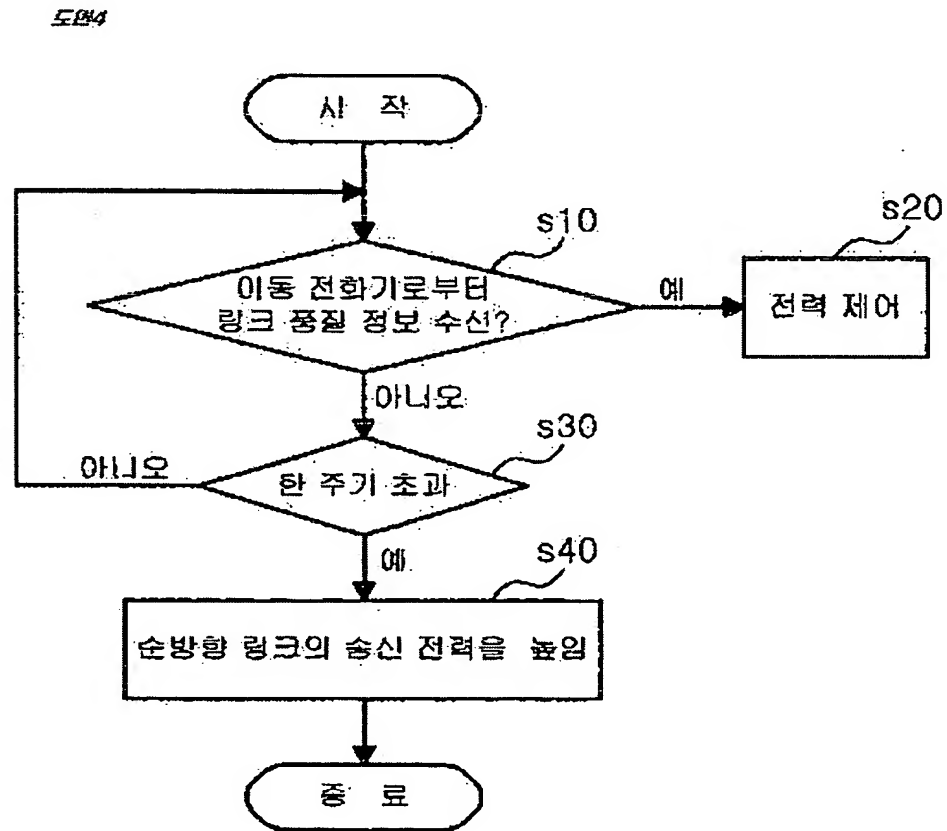 도면4
시 작
s10
이동 전화기로부터
링크 품질 정보 수신?
예
s20
전력 제어
아니오
s30
한 주기 초과
아니오
예
s40
순방향 링크의 송신 전력을 높임
종 료